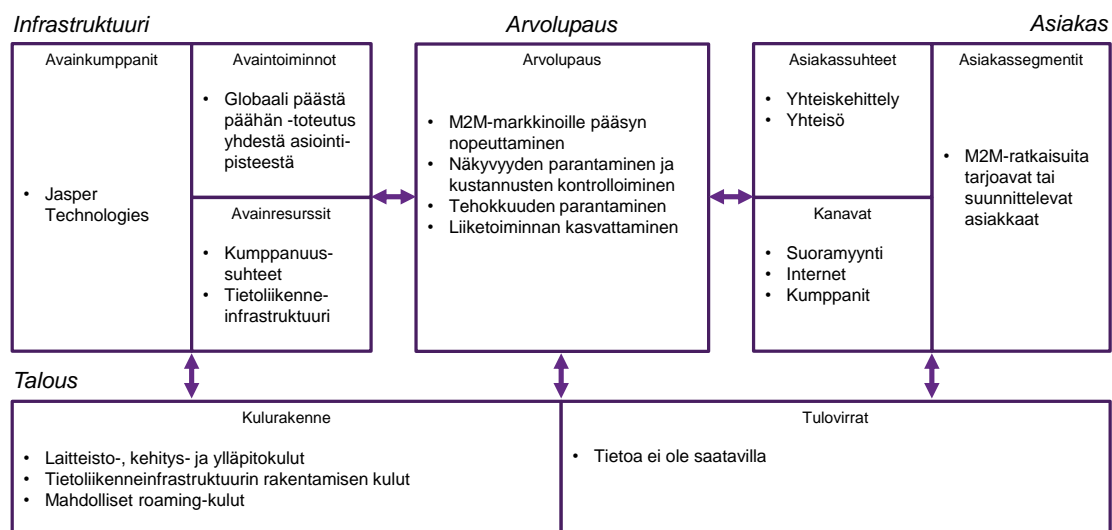 Infrastruktuuri
Arvolupaus
Asiakas
Avainkumppanit
• Jasper
Technologies
Avaintoiminnot
• Globaali päästä
päähän -toteutus
yhdestä asiointi-
pisteestä
Avainresurssit
• Kumppanuus-
suhteet
• Tietoliikenne-
infrastruktuuri
Arvolupaus
• M2M-markkinoille pääsyn
nopeuttaminen
• Näkyvyyden parantaminen ja
kustannusten kontrolloiminen
• Tehokkuuden parantaminen
• Liiketoiminnan kasvattaminen
Asiakassuhteet
• Yhteiskehittely
• Yhteisö
Kanavat
• Suoramyynti
• Internet
• Kumppanit
Asiakassegmentit
• M2M-ratkaisuita
tarjoavat tai
suunnittelevat
asiakkaat
Talous
Kulurakenne
• Laitteisto-, kehitys- ja ylläpitokulut
• Tietoliikenneinfrastruktuurin rakentamisen kulut
• Mahdolliset roaming-kulut
Tulovirrat
• Tietoa ei ole saatavilla